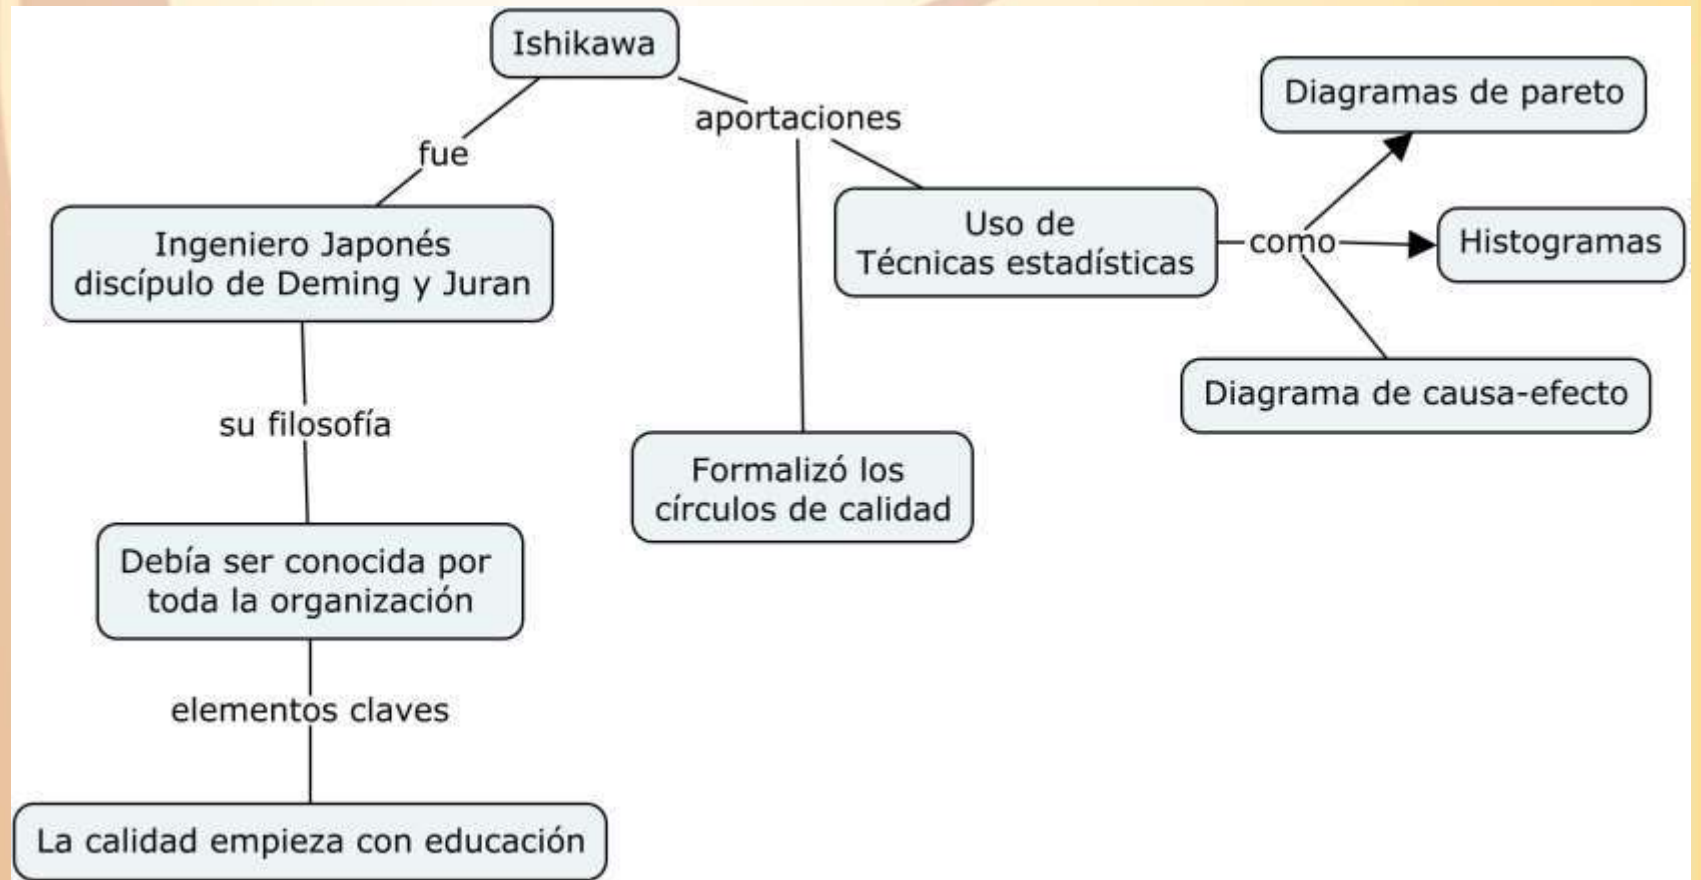 Ishikawa
fue
aportaciones
Ingeniero Japonés
discípulo de Deming y Juran
su filosofía
Debía ser conocida por
toda la organización
elementos claves
La calidad empieza con educación
Formalizó los
círculos de calidad
Uso de
Técnicas estadísticas
como
Diagramas de pareto
Histogramas
Diagrama de causa-efecto